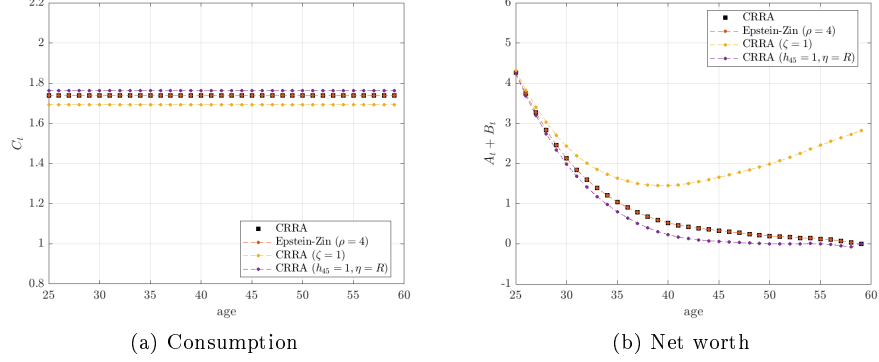 2.2
2
1.8
1.6
1.4
1.2
1
0.8
C_t
25 30 35 40 45 50 55 60
age
CRRA
Epstein-Zin (ρ = 4)
CRRA (ζ = 1)
CRRA (h_45 = 1, η = R)
(a) Consumption
6
5
4
3
2
1
0
-1
A_t + B_t
25 30 35 40 45 50 55 60
age
CRRA
Epstein-Zin (ρ = 4)
CRRA (ζ = 1)
CRRA (h_45 = 1, η = R)
(b) Net worth